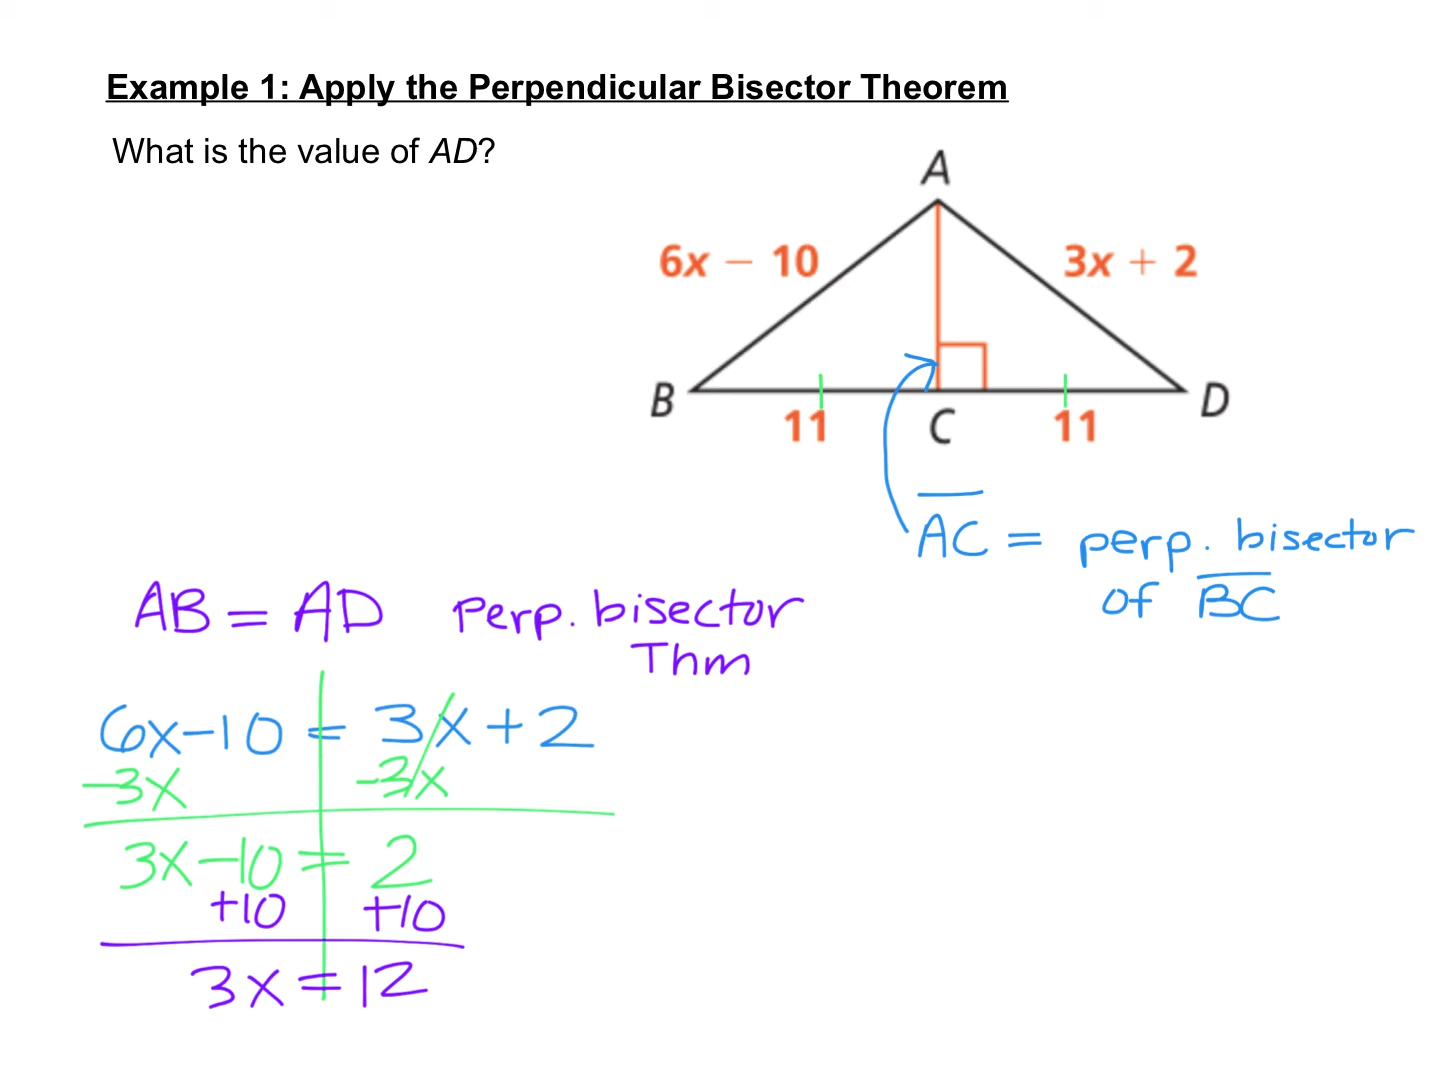 Example 1: Apply the Perpendicular Bisector Theorem
What is the value of AD?
A
6x − 10
3x + 2
B
11
C
11
D
AC = perp. bisector
of BC
AB = AD perp. bisector
Thm
6x-10 = 3x+2
-3x -3x
3x-10 = 2
+10 +10
3x = 12